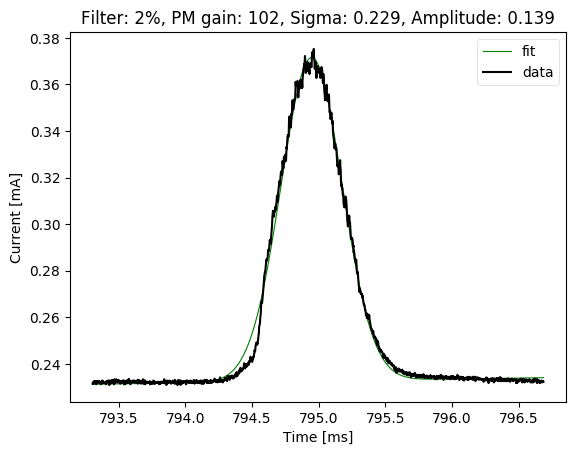 Filter: 2%, PM gain: 102, Sigma: 0.229, Amplitude: 0.139
fit
data
0.38
0.36
0.34
0.32
0.30
0.28
0.26
0.24
Current [mA]
793.5 794.0 794.5 795.0 795.5 796.0 796.5
Time [ms]